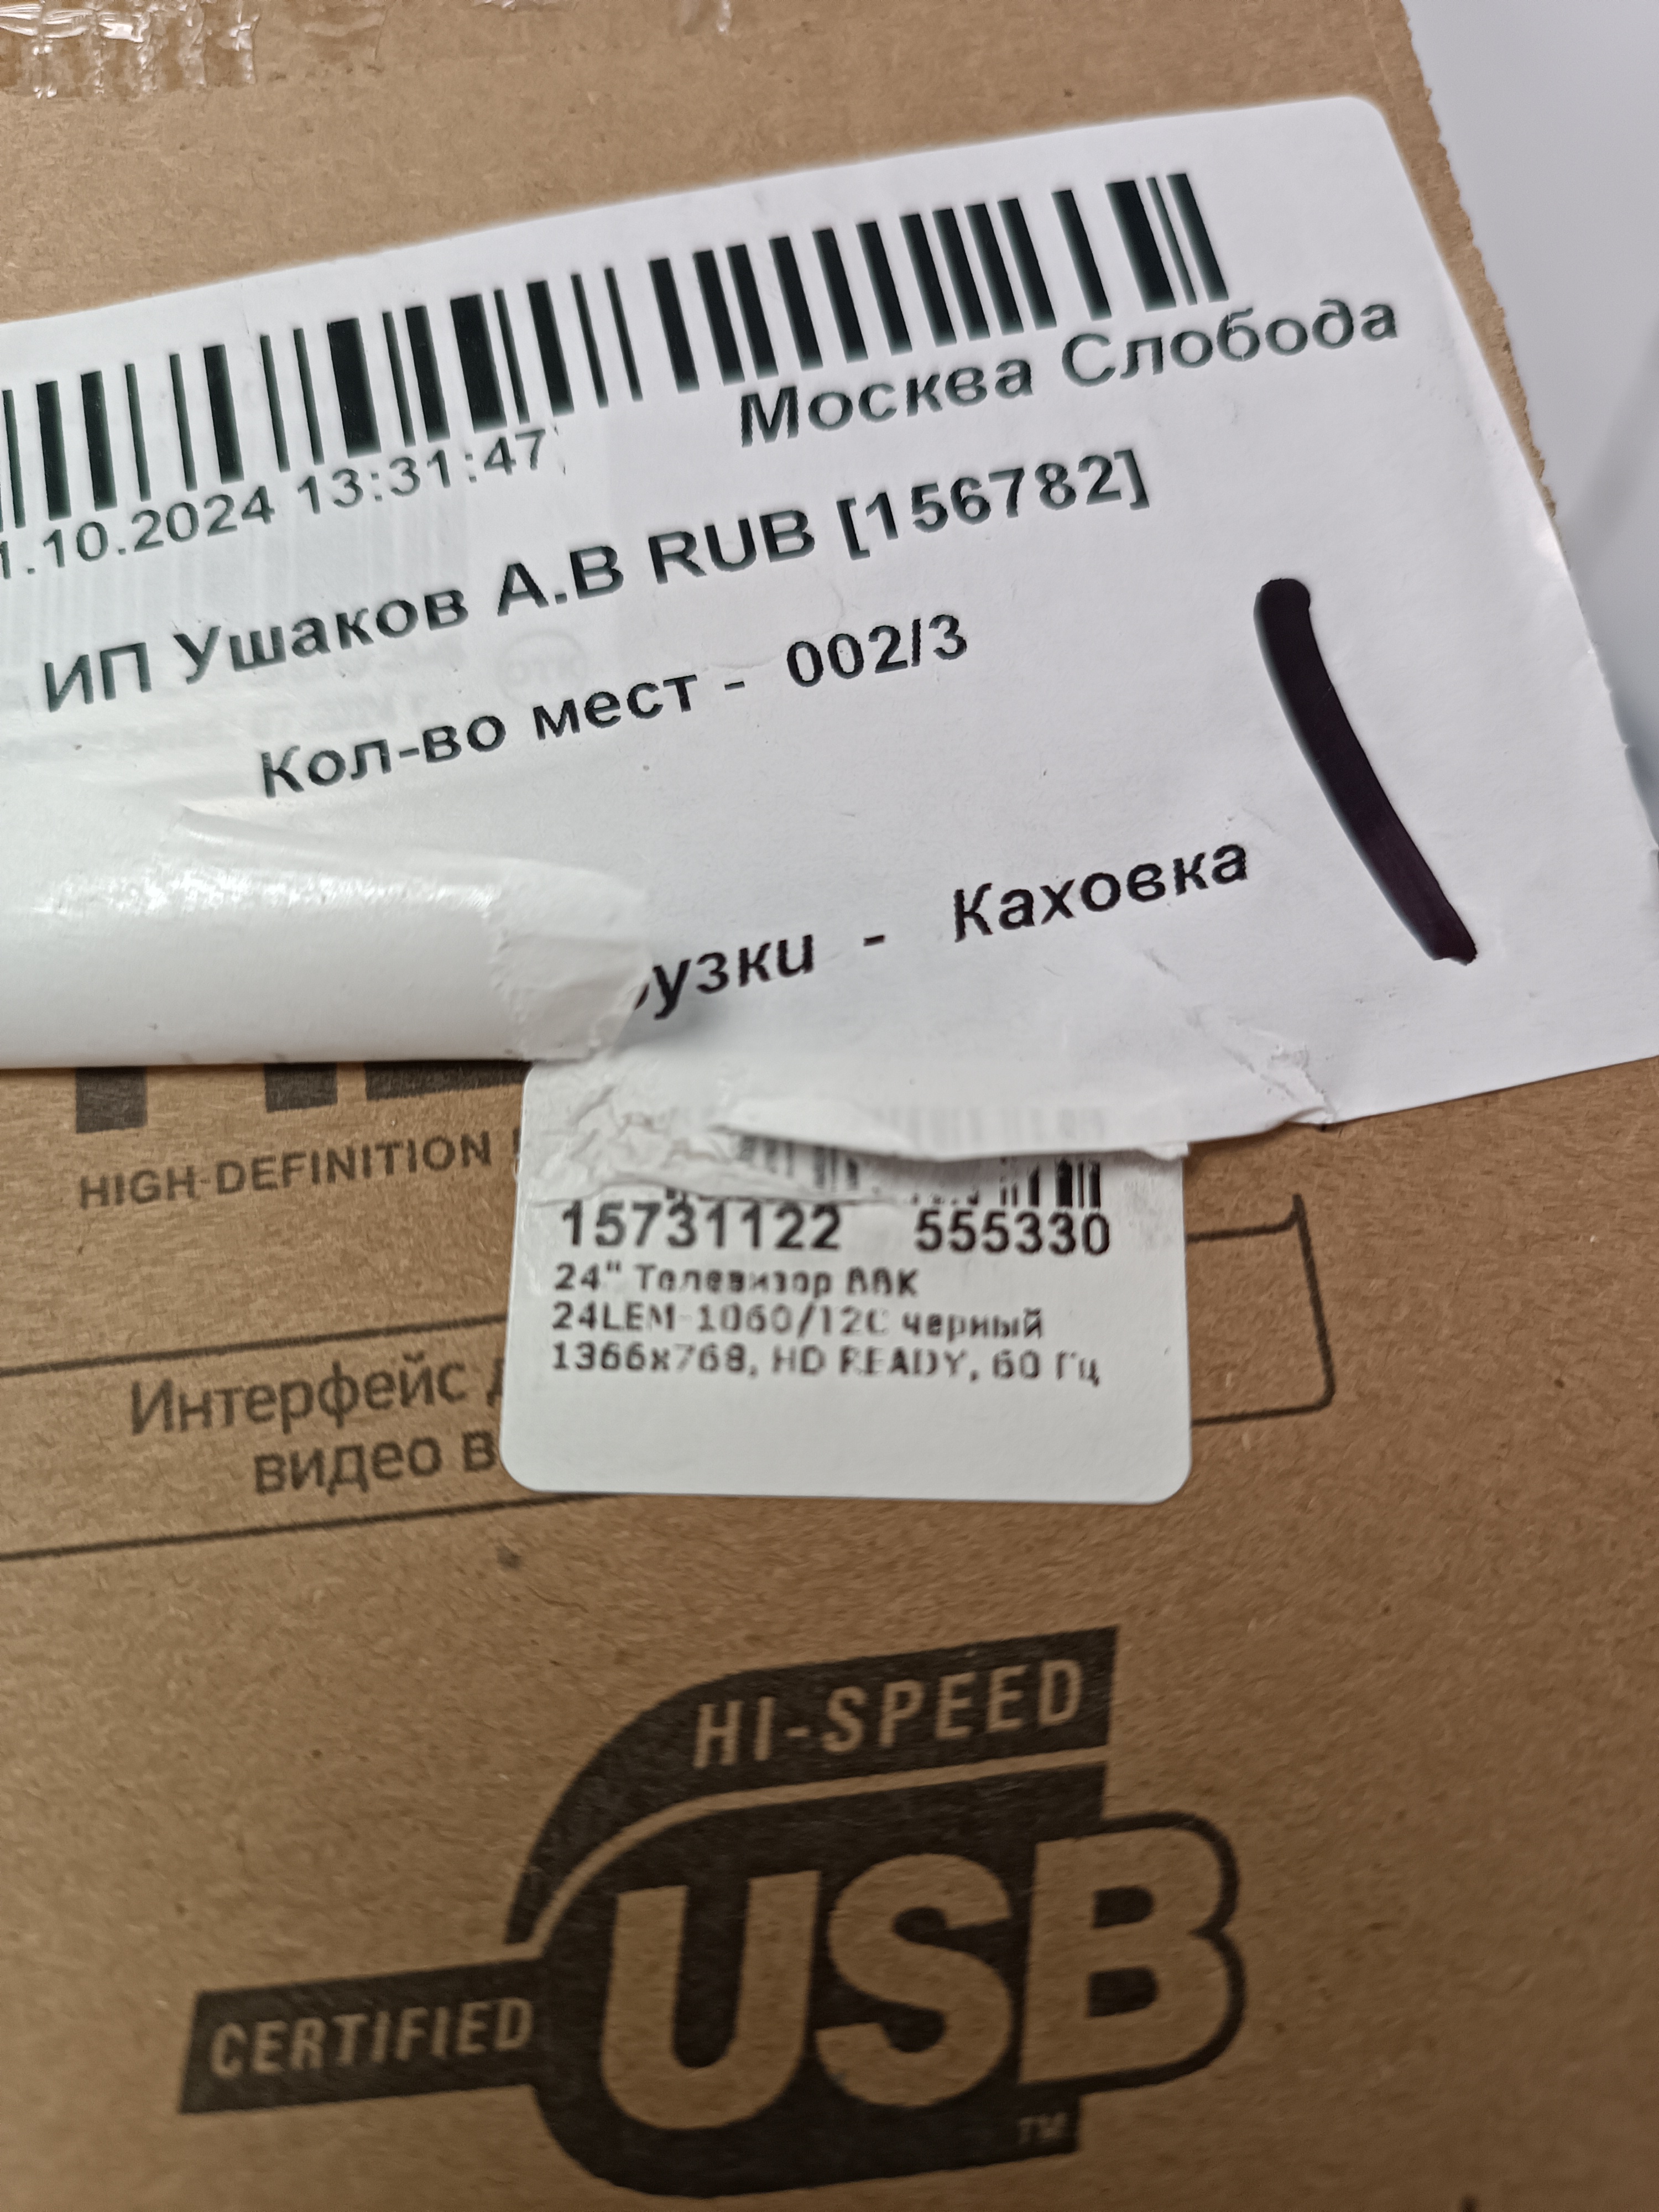 Москва Слобода
1.10.2024 13:31:47
ИП Ушаков А.В RUB [156782]
Кол-во мест - 002/3
рузки - Каховка
HIGH-DEFINITION
15731122 555330
24" Телевизор BBK
24LEM-1060/12C черный
1366x768, HD READY, 60 Гц
Интерфейс
видео в
HI-SPEED
CERTIFIED
USB
TM